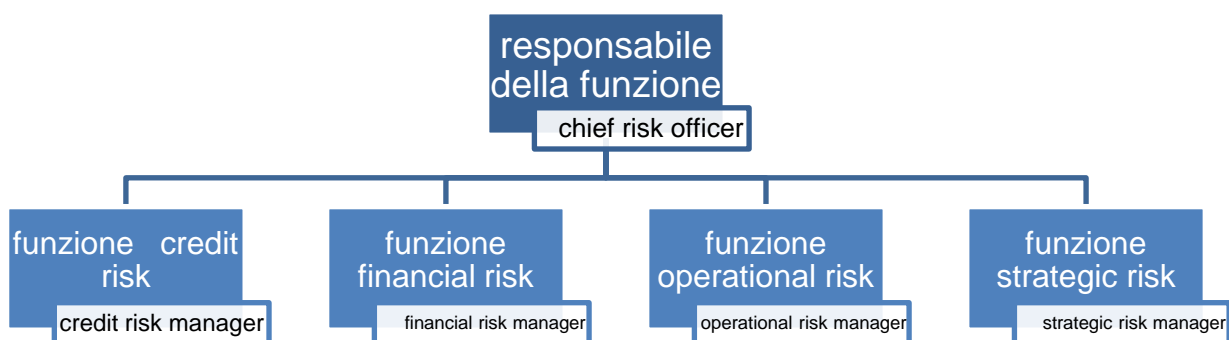 responsabile
della funzione
chief risk officer
funzione credit
risk
credit risk manager
funzione
financial risk
financial risk manager
funzione
operational risk
operational risk manager
funzione
strategic risk
strategic risk manager